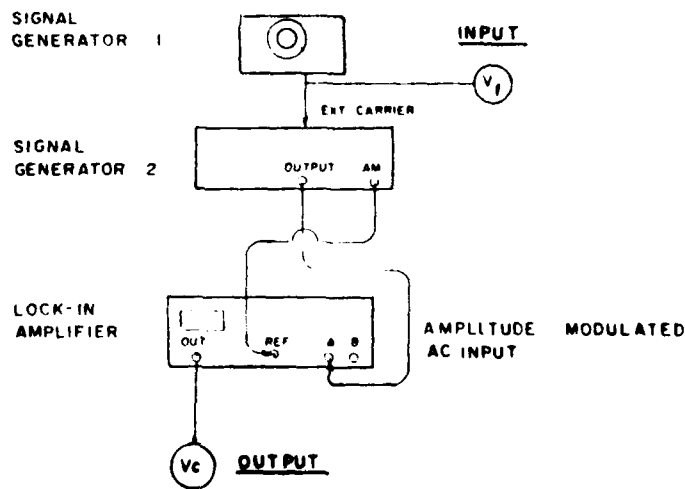 SIGNAL
GENERATOR 1
INPUT
Vf
EXT CARRIER
SIGNAL
GENERATOR 2
OUTPUT AM
LOCK-IN
AMPLIFIER
OUT REF A B
AMPLITUDE MODULATED
AC INPUT
Vc OUTPUT